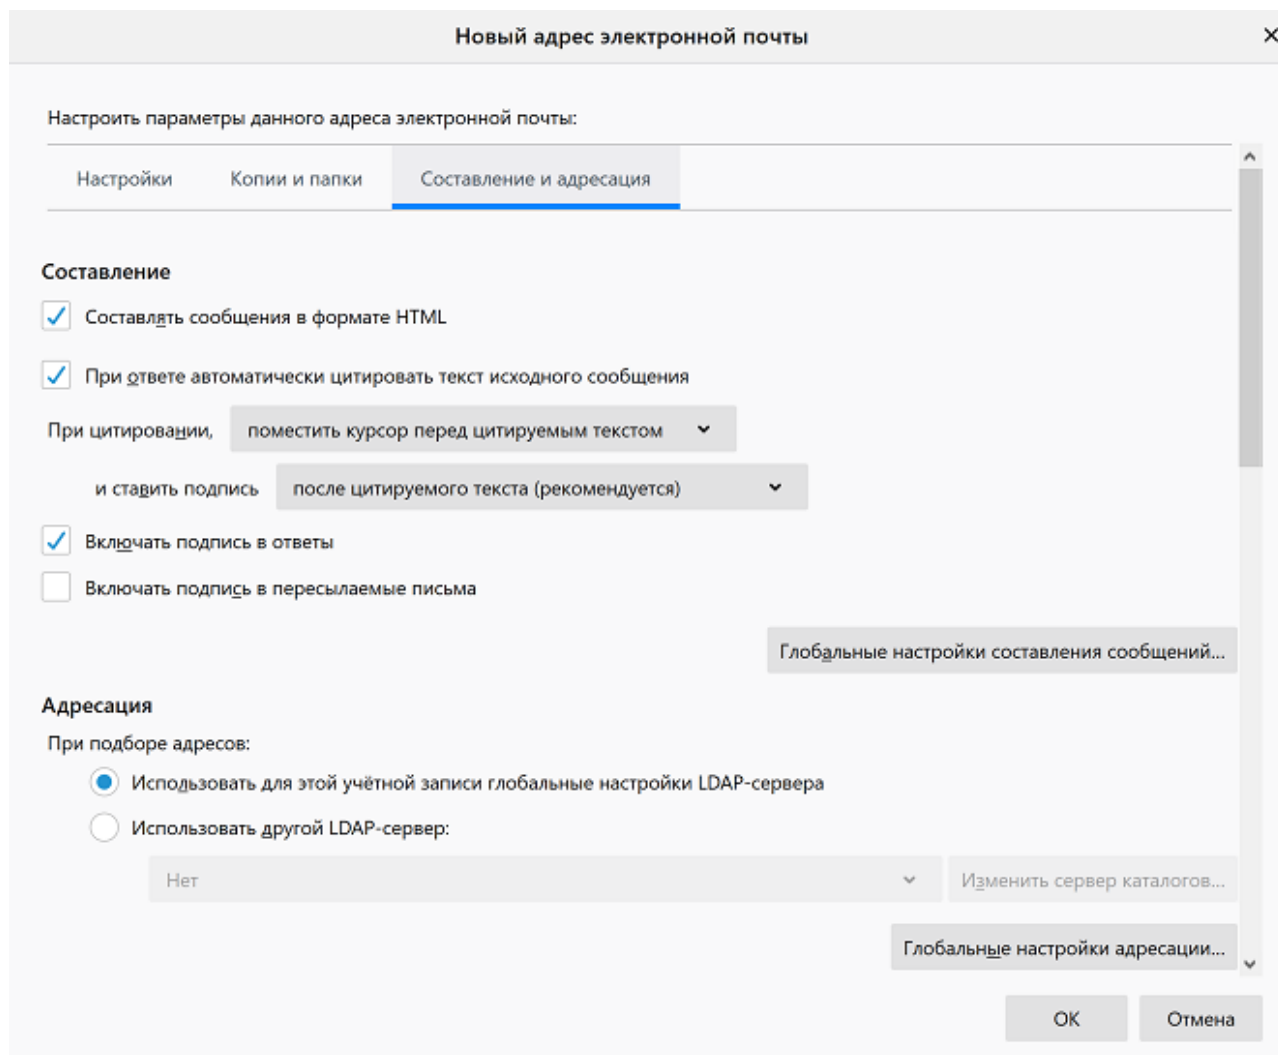 Новый адрес электронной почты
Настроить параметры данного адреса электронной почты:
Настройки Копии и папки Составление и адресация
Составление
Составлять сообщения в формате HTML
При ответе автоматически цитировать текст исходного сообщения
При цитировании, поместить курсор перед цитируемым текстом
и ставить подпись после цитируемого текста (рекомендуется)
Включать подпись в ответы
Включать подпись в пересылаемые письма
Глобальные настройки составления сообщений...
Адресация
При подборе адресов:
Использовать для этой учётной записи глобальные настройки LDAP-сервера
Использовать другой LDAP-сервер:
Нет Изменить сервер каталогов...
Глобальные настройки адресации...
ОК Отмена